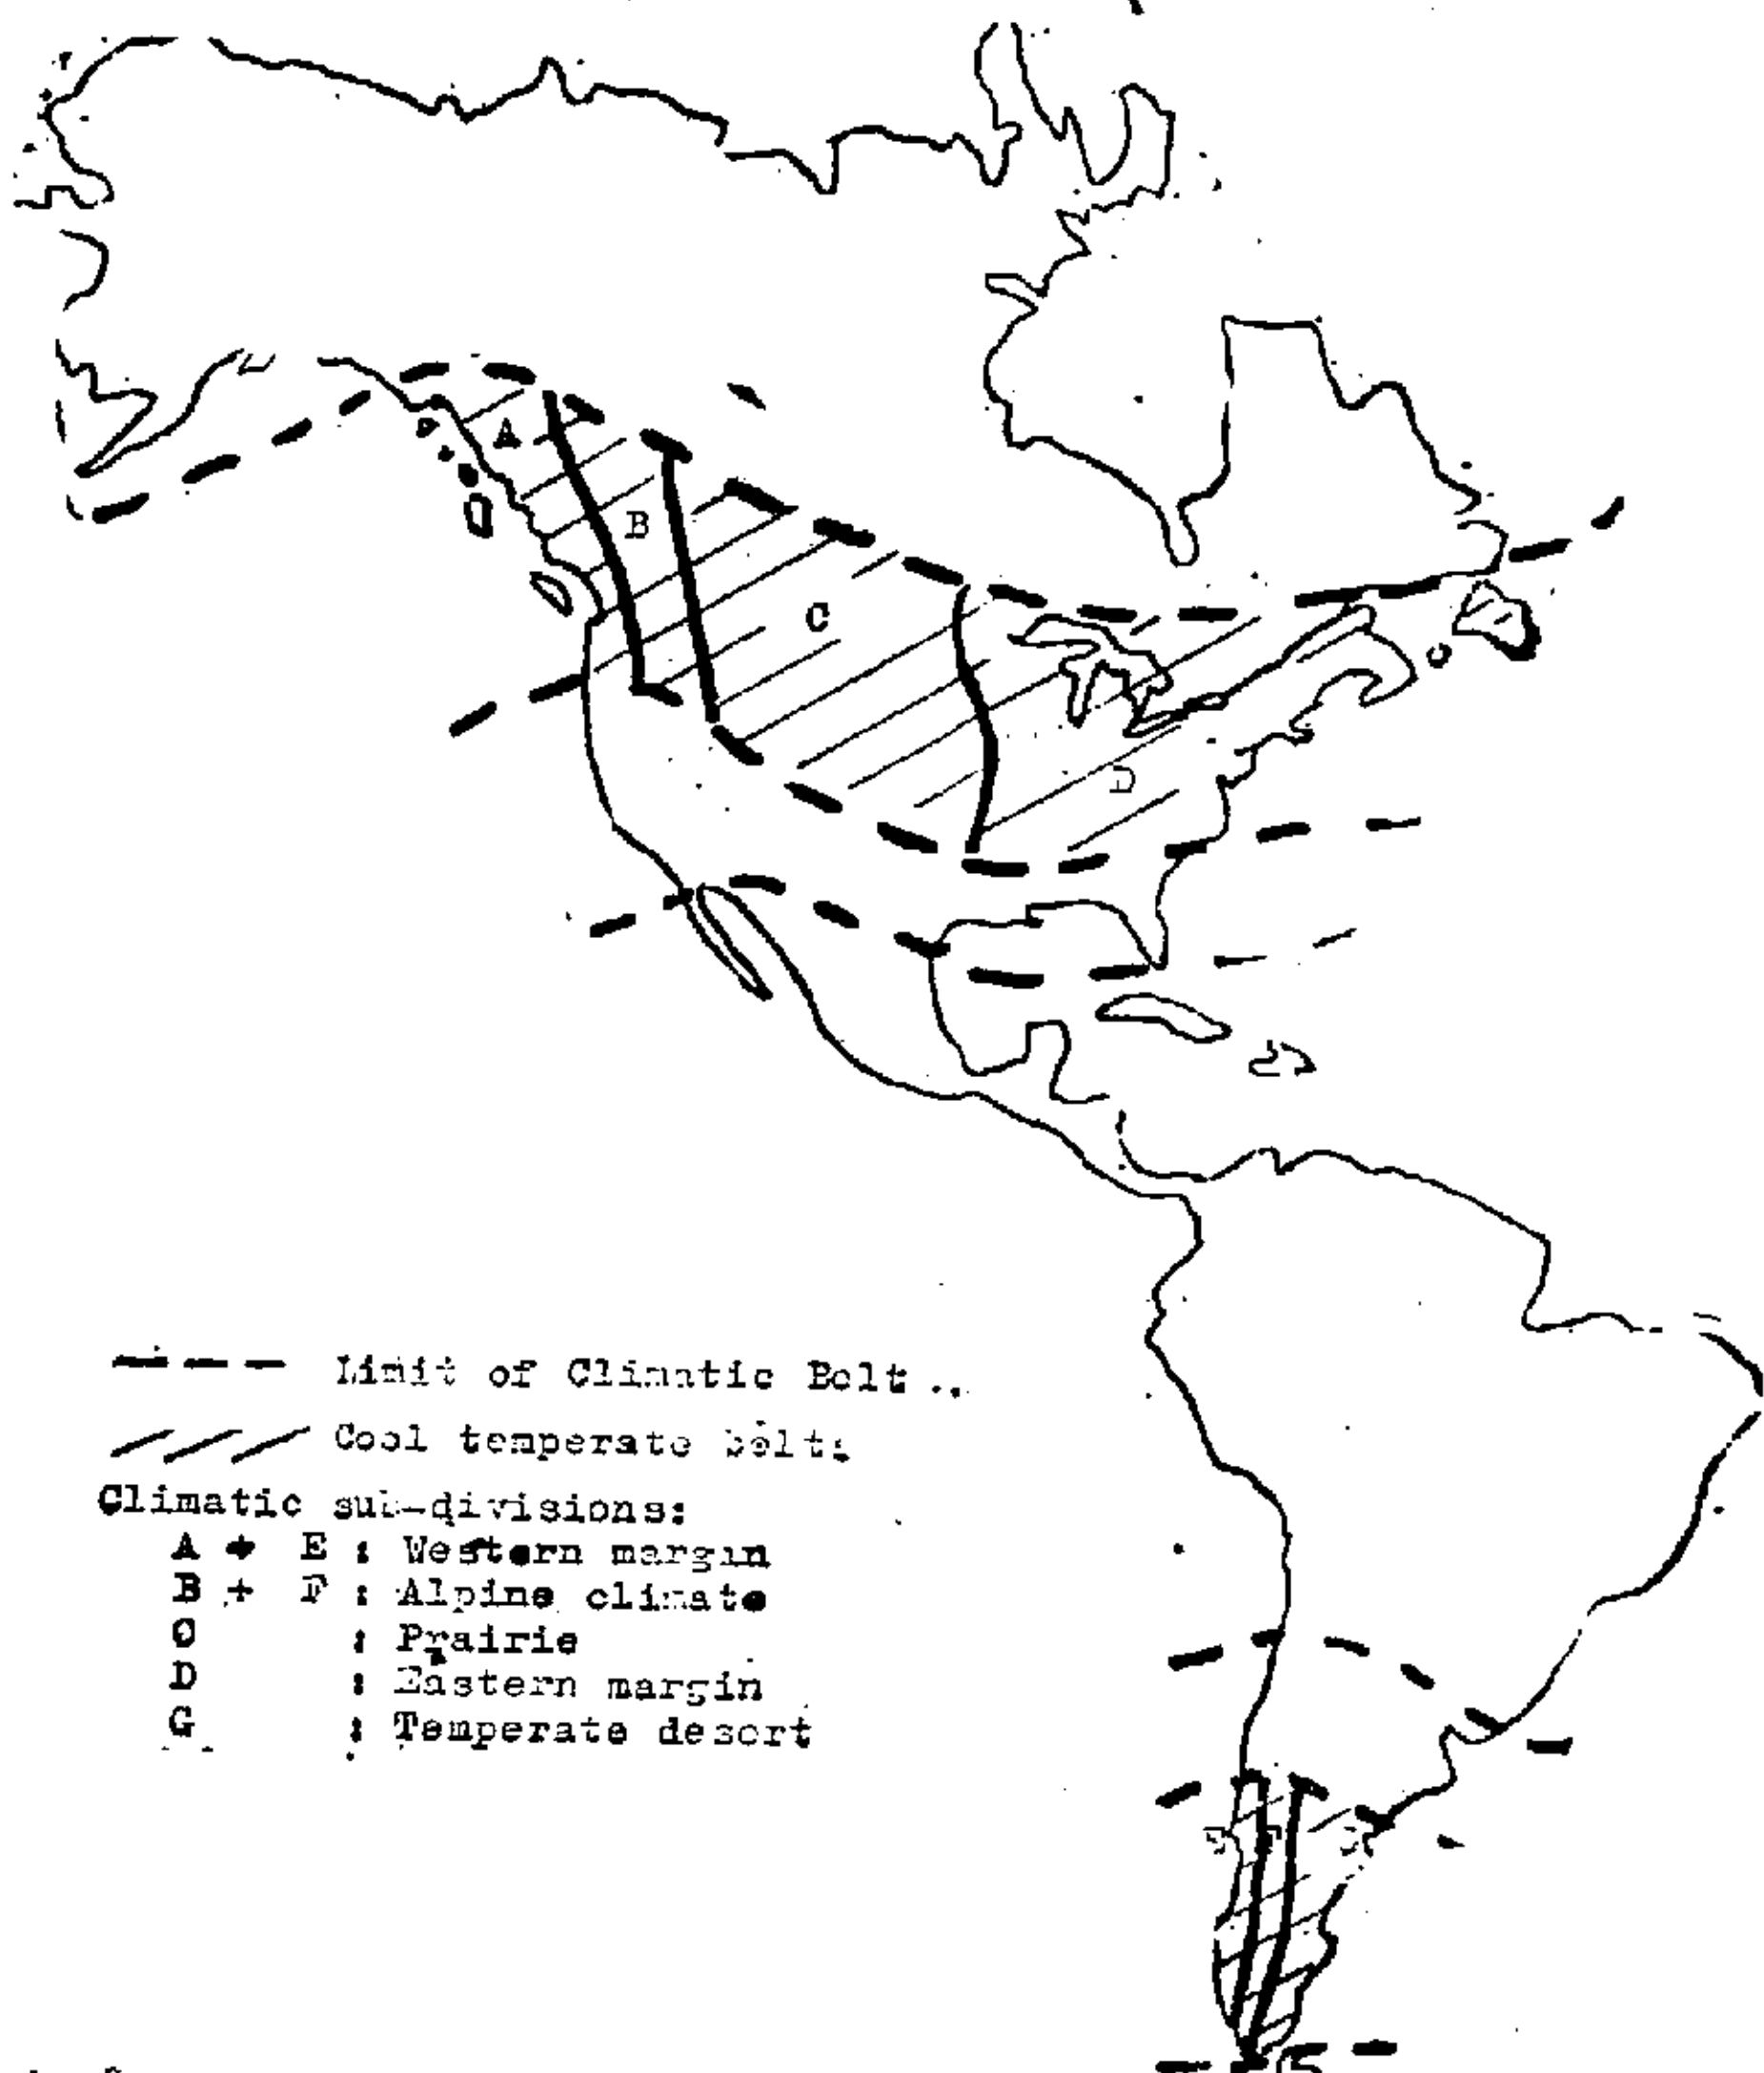 A
B
C
D
E F G
Limit of Climatic Belt
Cool temperate belt
Climatic sub-divisions:
A + E : Western margin
B + F : Alpine climate
C : Prairie
D : Eastern margin
G : Temperate desert